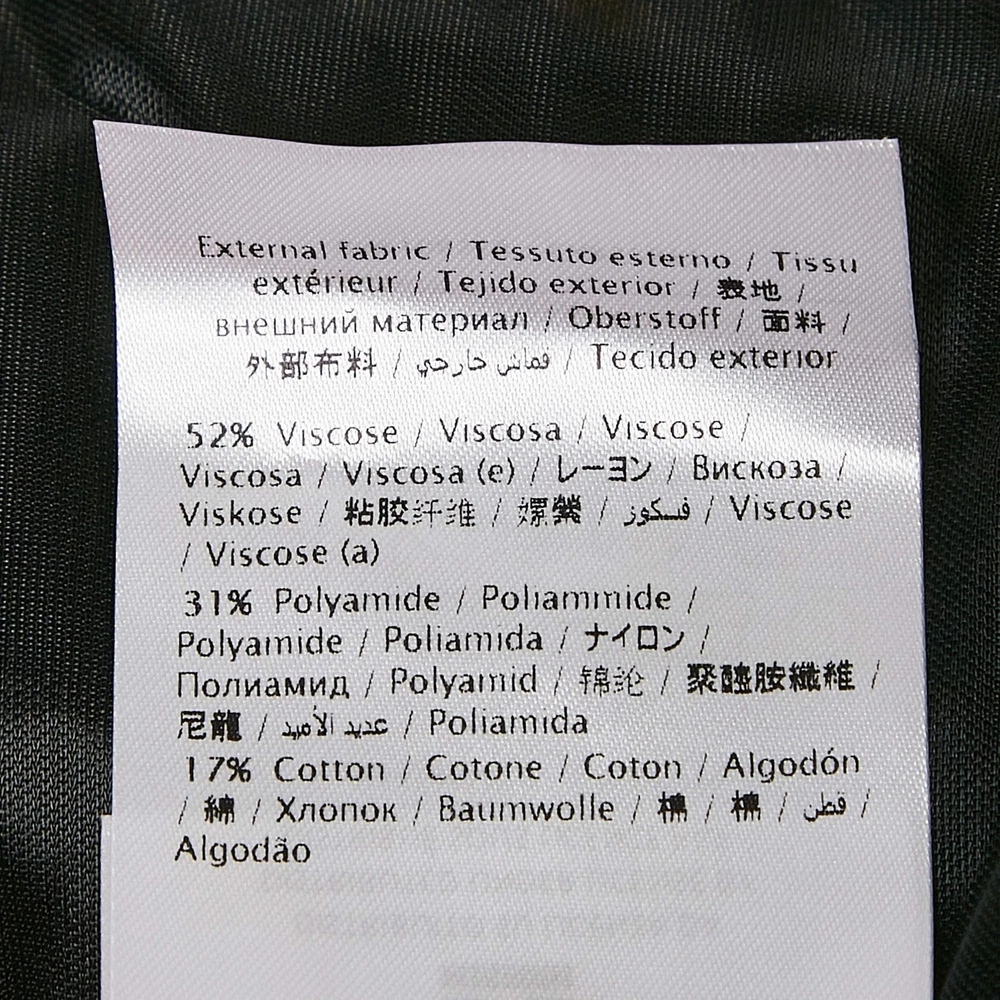 External fabric / Tessuto esterno / Tissu
extérieur / Tejido exterior / 表地 /
внешний материал / Oberstoff / 面料 /
外部布料 / قماش خارجي / Tecido exterior
52% Viscose / Viscosa / Viscose /
Viscosa / Viscosa (e) / レーヨン / Вискоза /
Viskose / 粘胶纤维 / 嫘縈 / فسكوز / Viscose
/ Viscose (a)
31% Polyamide / Poliammide /
Polyamide / Poliamida / ナイロン /
Полиамид / Polyamid / 锦纶 / 聚醯胺纖維 /
尼龍 / عديد الأميد / Poliamida
17% Cotton / Cotone / Coton / Algodón
/ 綿 / Хлопок / Baumwolle / 棉 / 棉 / قطن /
Algodão